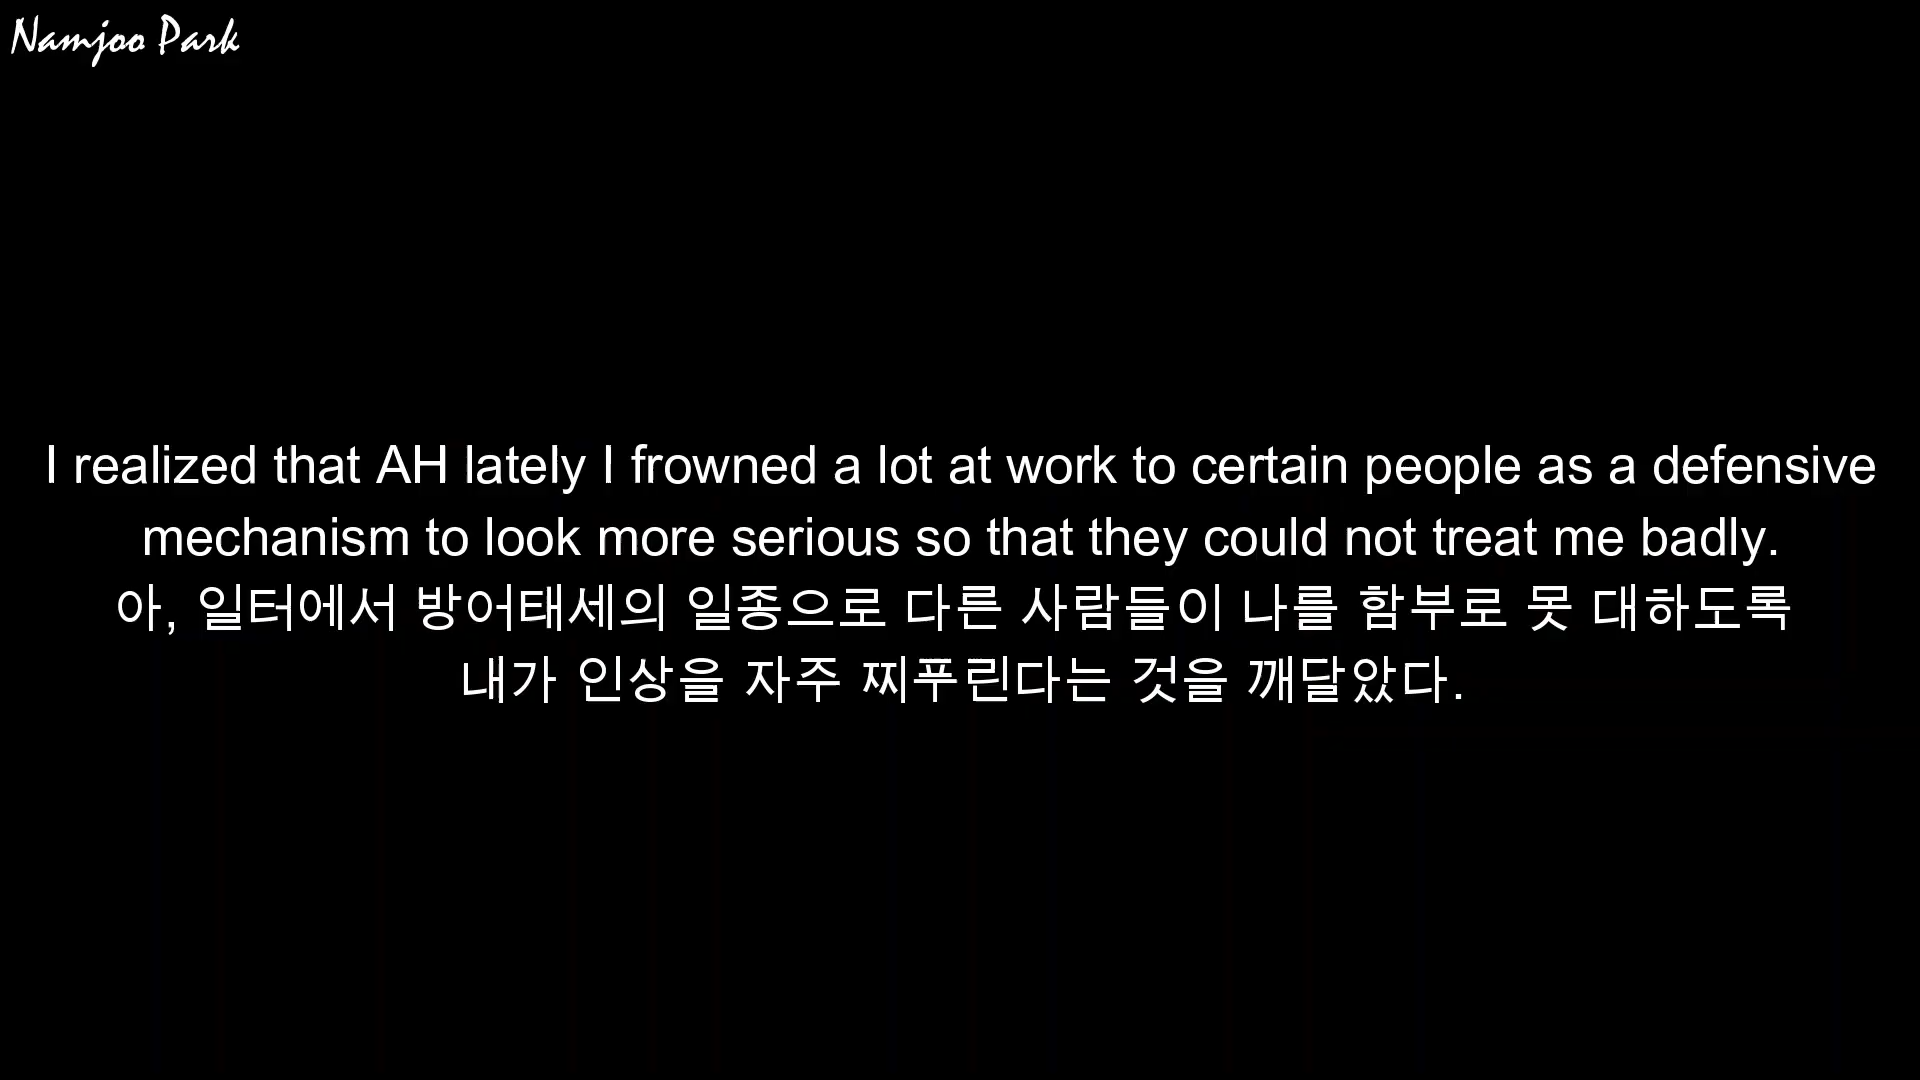 Namjoo Park
I realized that AH lately I frowned a lot at work to certain people as a defensive
mechanism to look more serious so that they could not treat me badly.
아, 일터에서 방어태세의 일종으로 다른 사람들이 나를 함부로 못 대하도록
내가 인상을 자주 찌푸린다는 것을 깨달았다.